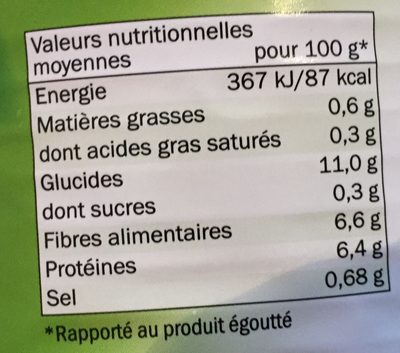 Valeurs nutritionnelles
moyennes pour 100 g*
Energie 367 kJ/87 kcal
Matières grasses 0,6 g
dont acides gras saturés 0,3 g
Glucides 11,0 g
dont sucres 0,3 g
Fibres alimentaires 6,6 g
Protéines 6,4 g
Sel 0,68 g
*Rapporté au produit égoutté